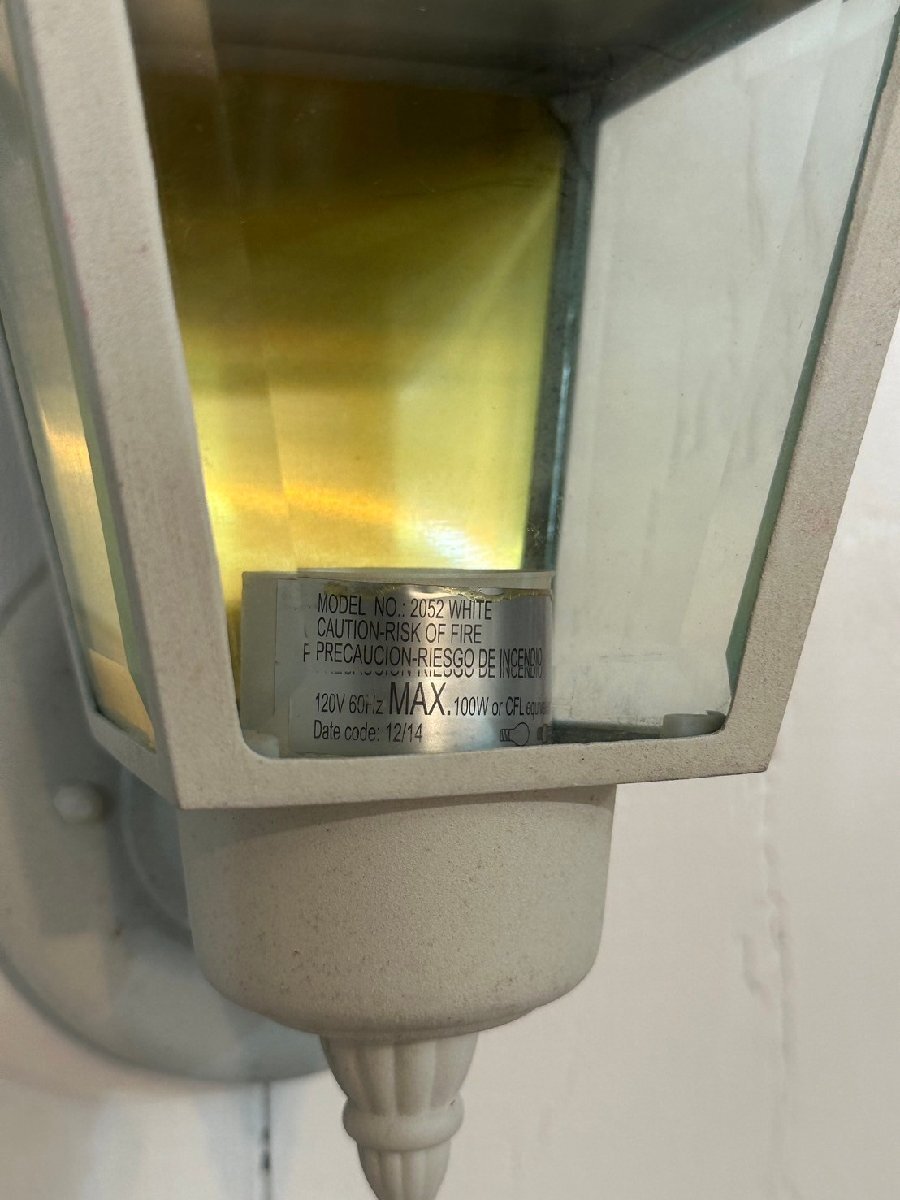 MODEL NO.: 2052 WHITE
CAUTION-RISK OF FIRE
PRECAUCION-RIESGO DE INCENDIO
120V 60Hz MAX. 100W or CFL
Date code: 12/14